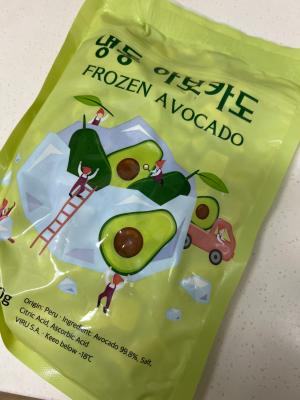 냉동 아보카도
FROZEN AVOCADO
0g
Origin: Peru · Ingredient: Avocado 99.8%, Salt,
Citric Acid, Ascorbic Acid
VIRU S.A. · Keep below -18℃